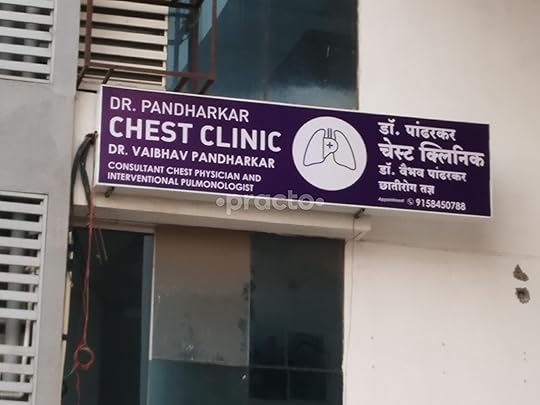 DR. PANDHARKAR
CHEST CLINIC
DR. VAIBHAV PANDHARKAR
CONSULTANT CHEST PHYSICIAN AND
INTERVENTIONAL PULMONOLOGIST
डॉ. पांढरकर
चेस्ट क्लिनिक
डॉ. वैभव पांढरकर
छातीरोग तज्ञ
Appointment 9158450788
practo